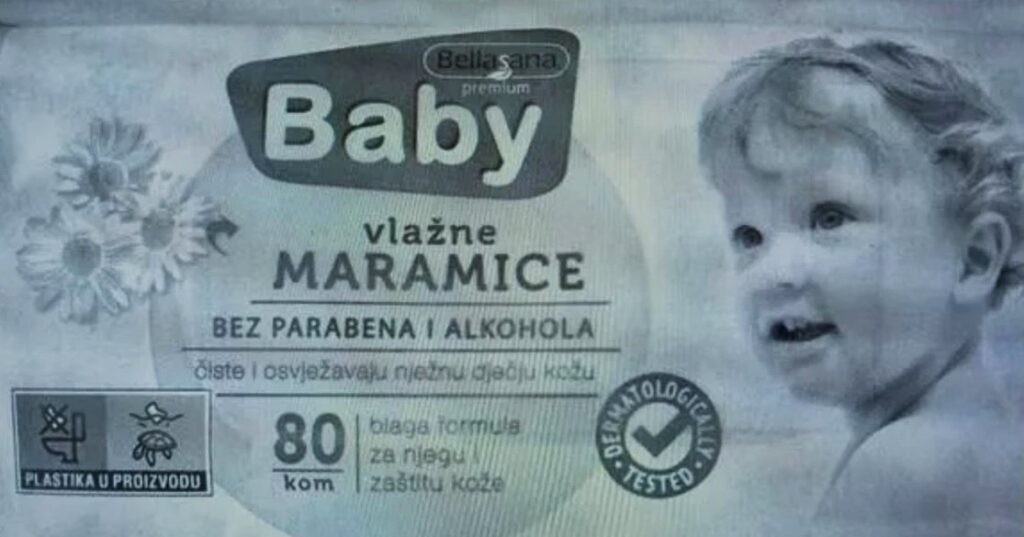 Bellasana
premium
Baby
vlažne
MARAMICE
BEZ PARABENA I ALKOHOLA
čiste i osvježavaju nježnu dječju kožu
80
kom
blaga formula
za njegu i
zaštitu kože
DERMATOLOGICALLY
TESTED
PLASTIKA U PROIZVODU